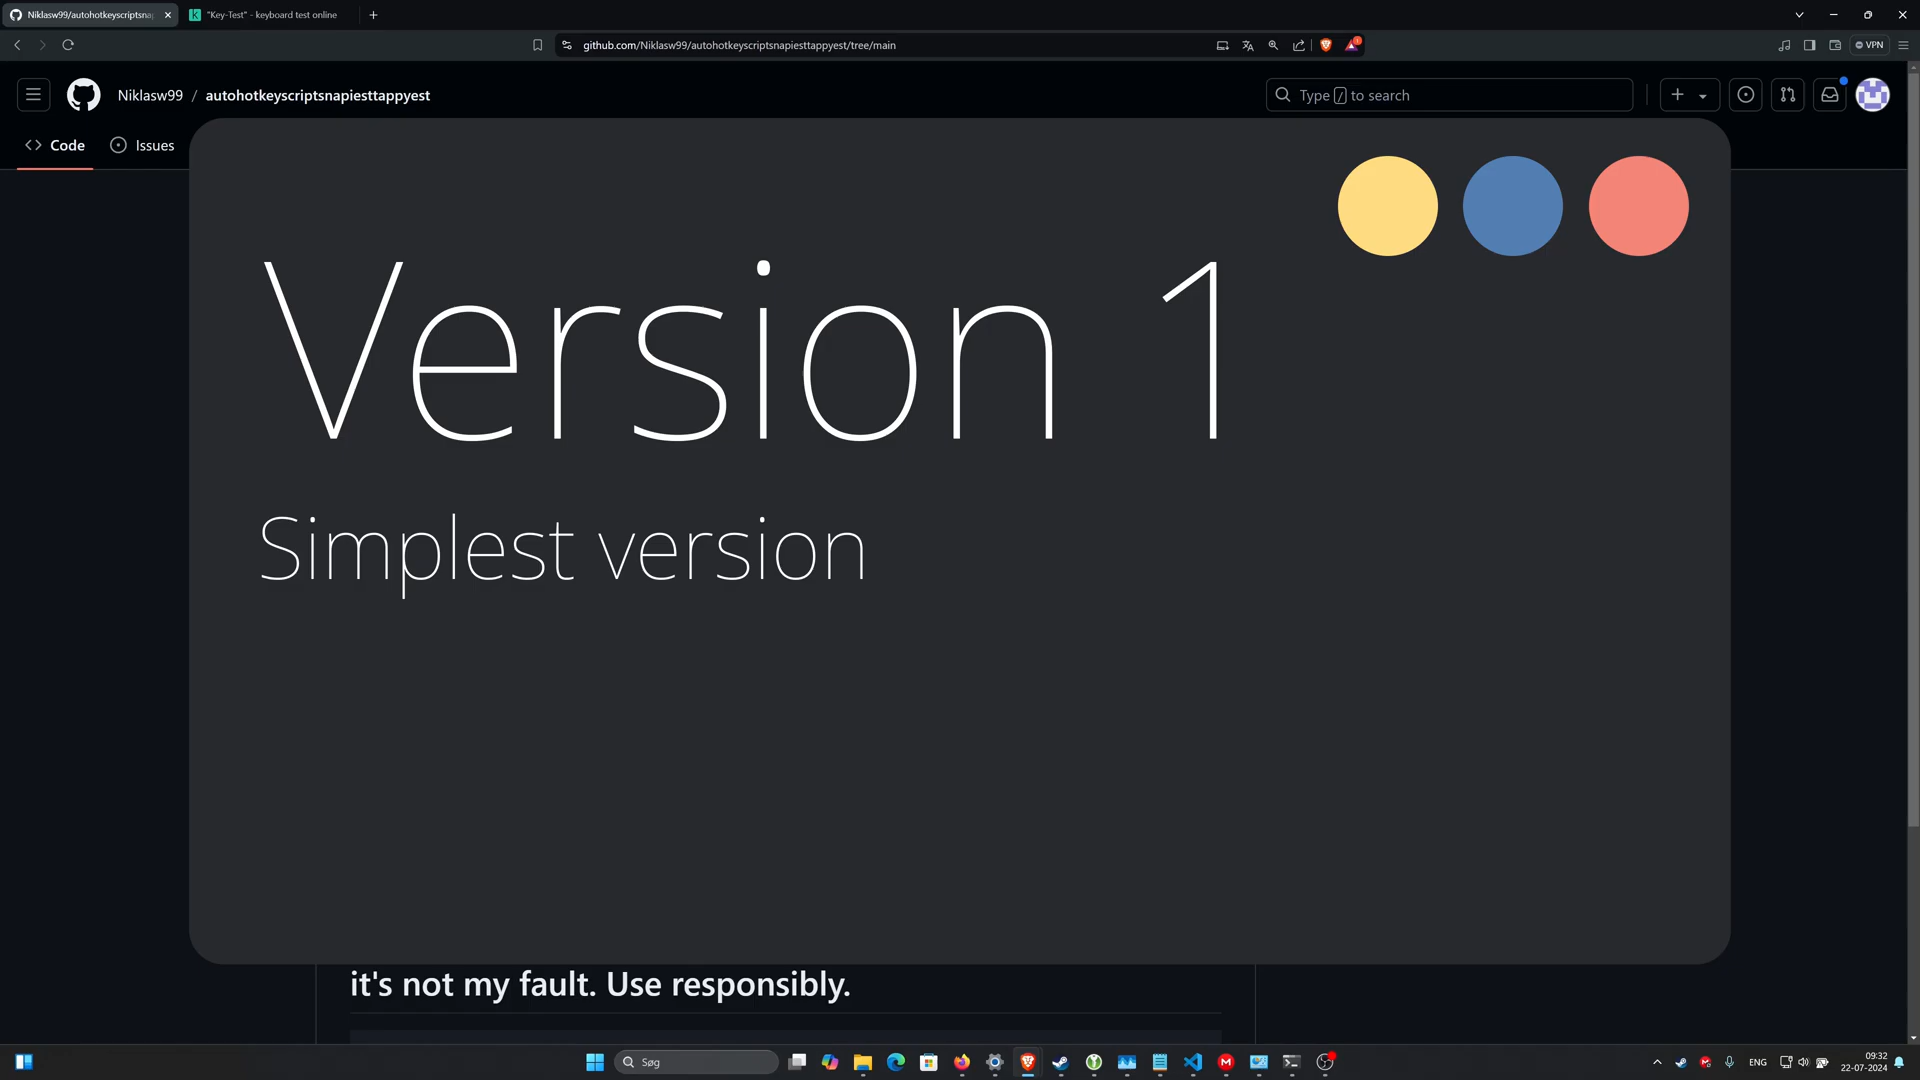 Niklasw99/autohotkeyscriptsna
"Key-Test" - keyboard test online
github.com/Niklasw99/autohotkeyscriptsnapiesttappyest/tree/main
VPN
Niklasw99 / autohotkeyscriptsnapiesttappyest
Type / to search
Code
Issues
Version 1
Simplest version
it's not my fault. Use responsibly.
Søg
ENG
09:32
22-07-2024